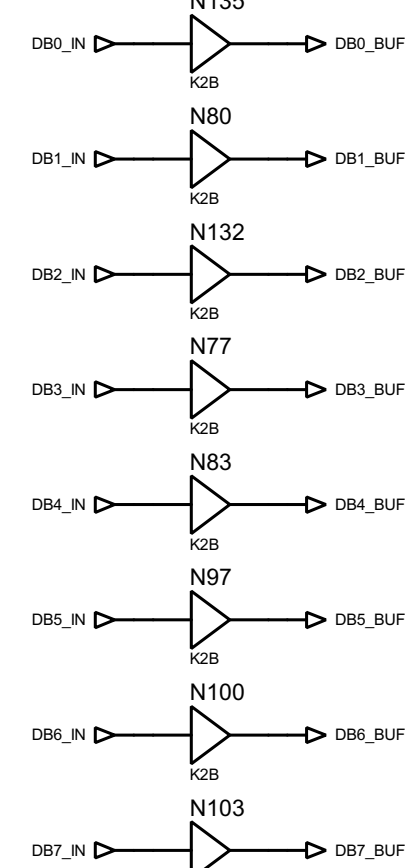 N135
DB0_IN DB0_BUF
K2B
N80
DB1_IN DB1_BUF
K2B
N132
DB2_IN DB2_BUF
K2B
N77
DB3_IN DB3_BUF
K2B
N83
DB4_IN DB4_BUF
K2B
N97
DB5_IN DB5_BUF
K2B
N100
DB6_IN DB6_BUF
K2B
N103
DB7_IN DB7_BUF